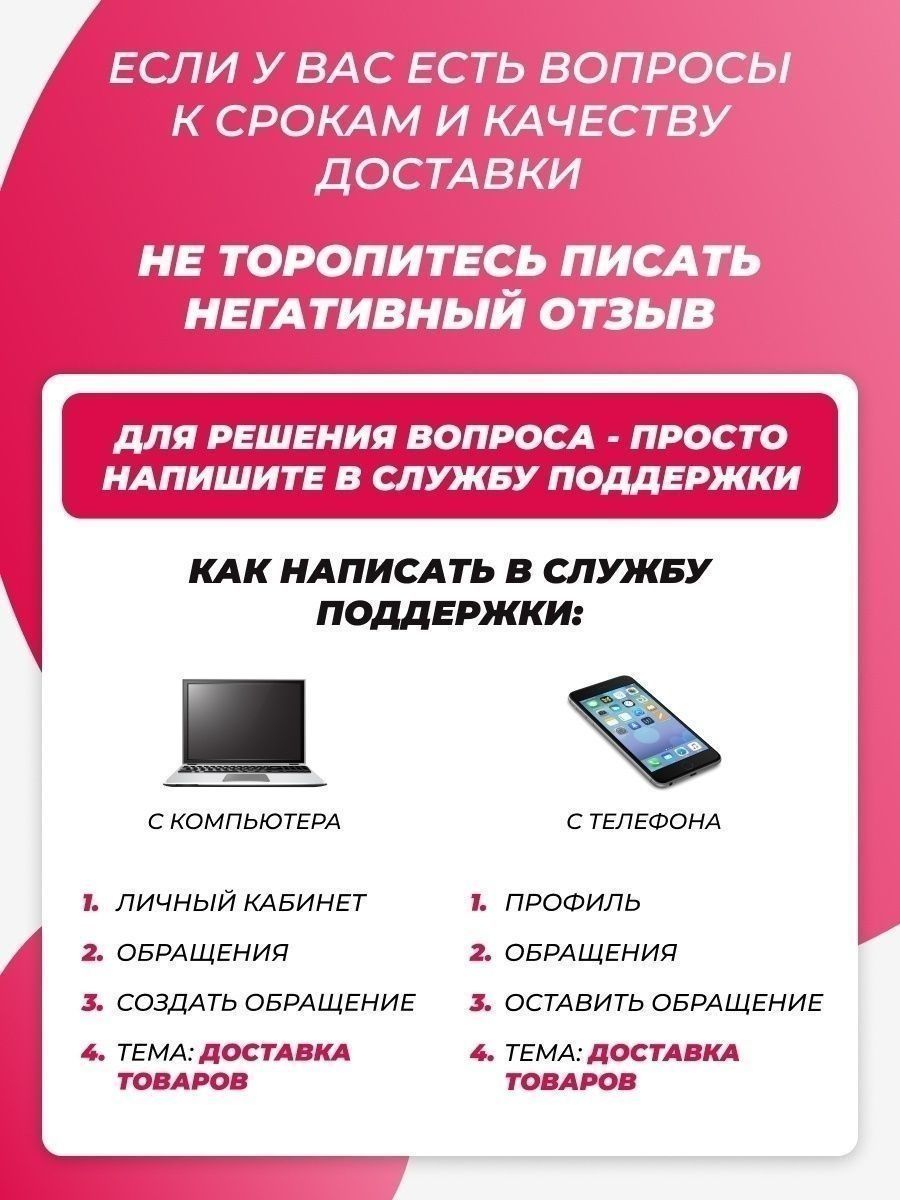 ЕСЛИ У ВАС ЕСТЬ ВОПРОСЫ
К СРОКАМ И КАЧЕСТВУ
ДОСТАВКИ
НЕ ТОРОПИТЕСЬ ПИСАТЬ
НЕГАТИВНЫЙ ОТЗЫВ
ДЛЯ РЕШЕНИЯ ВОПРОСА - ПРОСТО
НАПИШИТЕ В СЛУЖБУ ПОДДЕРЖКИ
КАК НАПИСАТЬ В СЛУЖБУ
ПОДДЕРЖКИ:
С КОМПЬЮТЕРА
1. ЛИЧНЫЙ КАБИНЕТ
2. ОБРАЩЕНИЯ
3. СОЗДАТЬ ОБРАЩЕНИЕ
4. ТЕМА: ДОСТАВКА
ТОВАРОВ
С ТЕЛЕФОНА
1. ПРОФИЛЬ
2. ОБРАЩЕНИЯ
3. ОСТАВИТЬ ОБРАЩЕНИЕ
4. ТЕМА: ДОСТАВКА
ТОВАРОВ